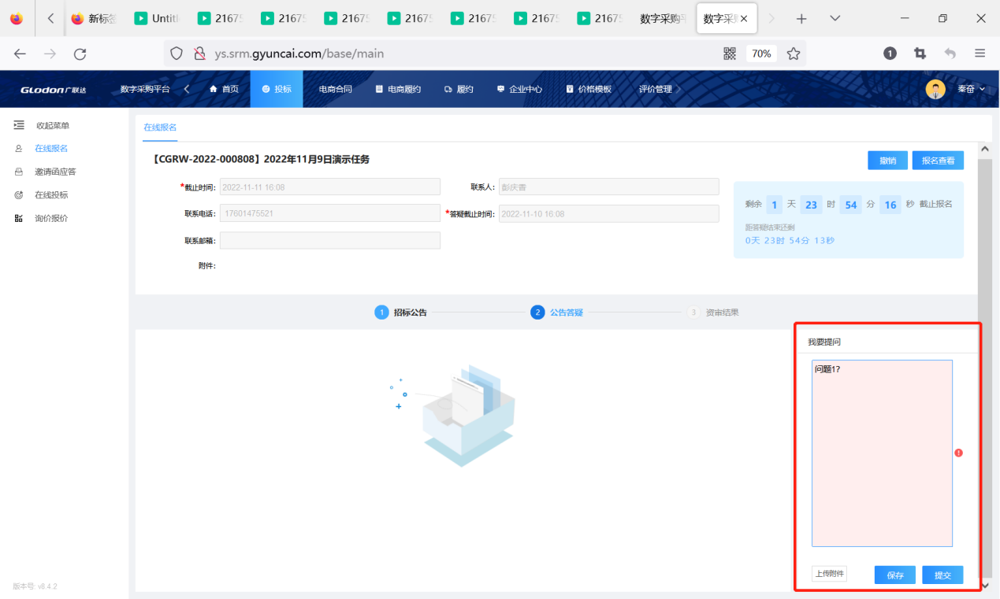 新标签
Untitl
21675
21675
21675
21675
21675
21675
21675
数字采购平
数字采购
ys.srm.gyuncai.com/base/main
70%
1
GLODON广联达
数字采购平台
首页
投标
电商合同
电商履约
履约
企业中心
价格模板
评价管理
秦奋
收起菜单
在线报名
邀请函应答
在线投标
询价报价
版本号: v8.4.2
在线报名
【CGRW-2022-000808】2022年11月9日演示任务
撤销
报名查看
*截止时间: 2022-11-11 16:08
联系人: 彭庆書
联系电话: 17601475521
*答疑截止时间: 2022-11-10 16:08
联系邮箱:
附件:
剩余 1 天 23 时 54 分 16 秒 截止报名
距答疑结束还剩
0天 23时 54分 13秒
1 招标公告
2 公告答疑
3 资审结果
我要提问
问题1?
上传附件
保存
提交